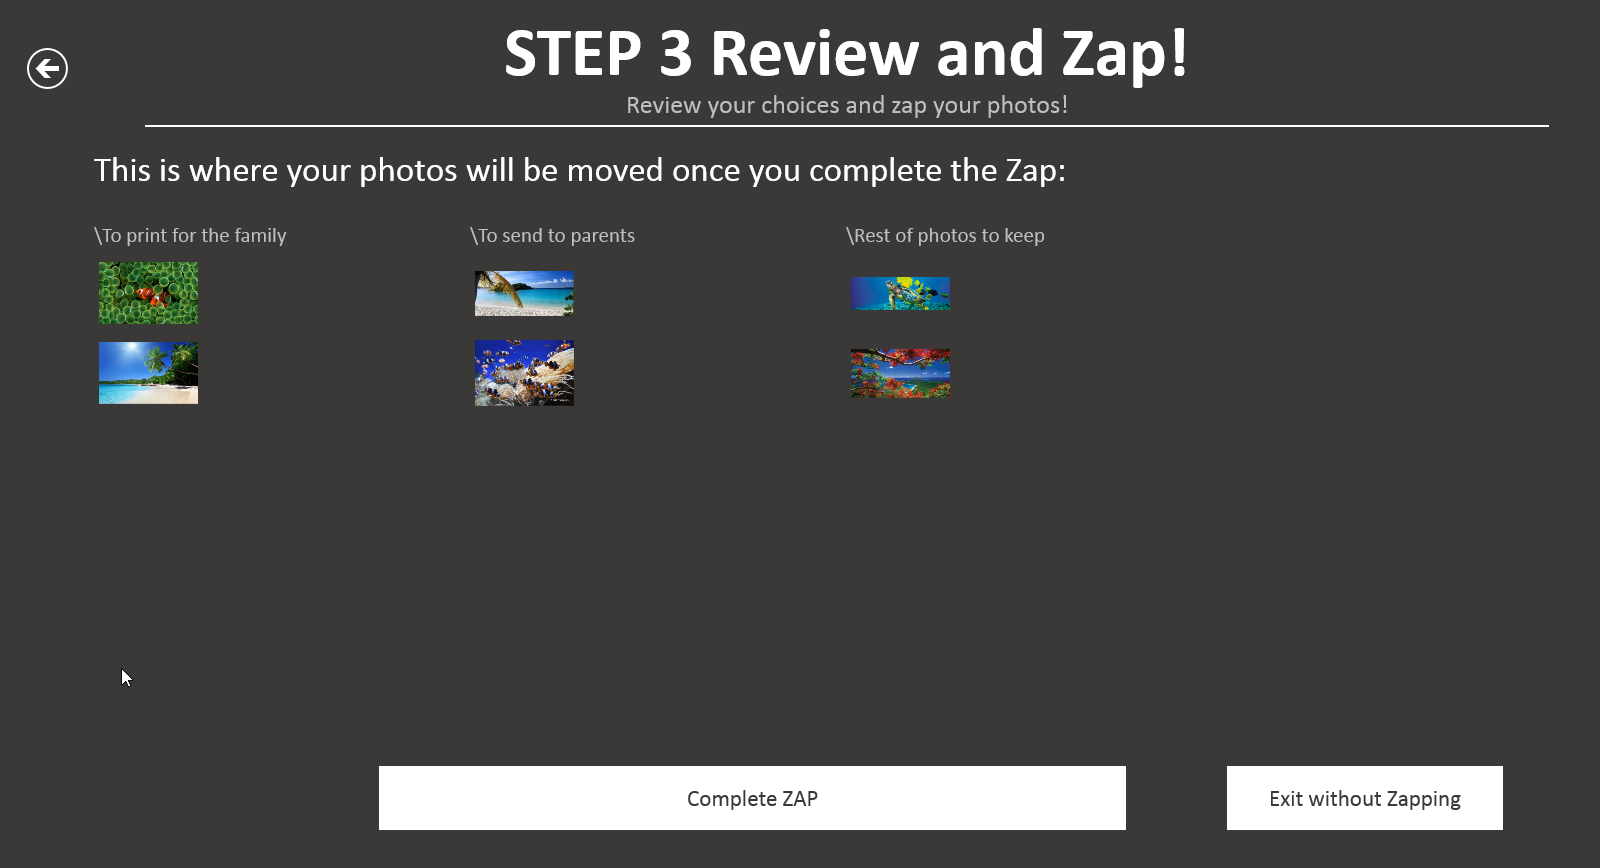 STEP 3 Review and Zap!
Review your choices and zap your photos!
This is where your photos will be moved once you complete the Zap:
\To print for the family
\To send to parents
\Rest of photos to keep
Complete ZAP
Exit without Zapping